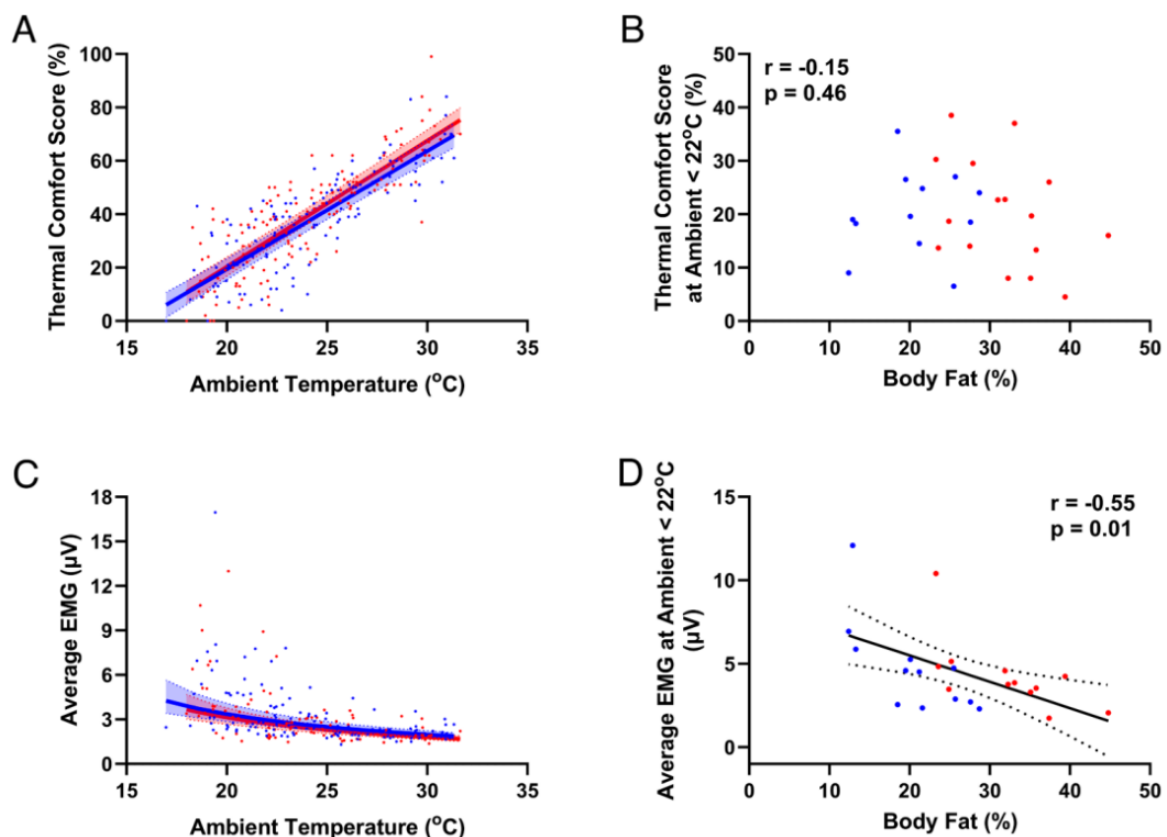 A
Thermal Comfort Score (%)
100
80
60
40
20
0
15
20
25
30
35
Ambient Temperature (°C)
B
Thermal Comfort Score
at Ambient < 22°C (%)
r = -0.15
p = 0.46
50
40
30
20
10
0
0
10
20
30
40
50
Body Fat (%)
C
Average EMG (µV)
18
15
12
9
6
3
0
15
20
25
30
35
Ambient Temperature (°C)
D
Average EMG at Ambient < 22°C
(µV)
r = -0.55
p = 0.01
15
10
5
0
0
10
20
30
40
50
Body Fat (%)